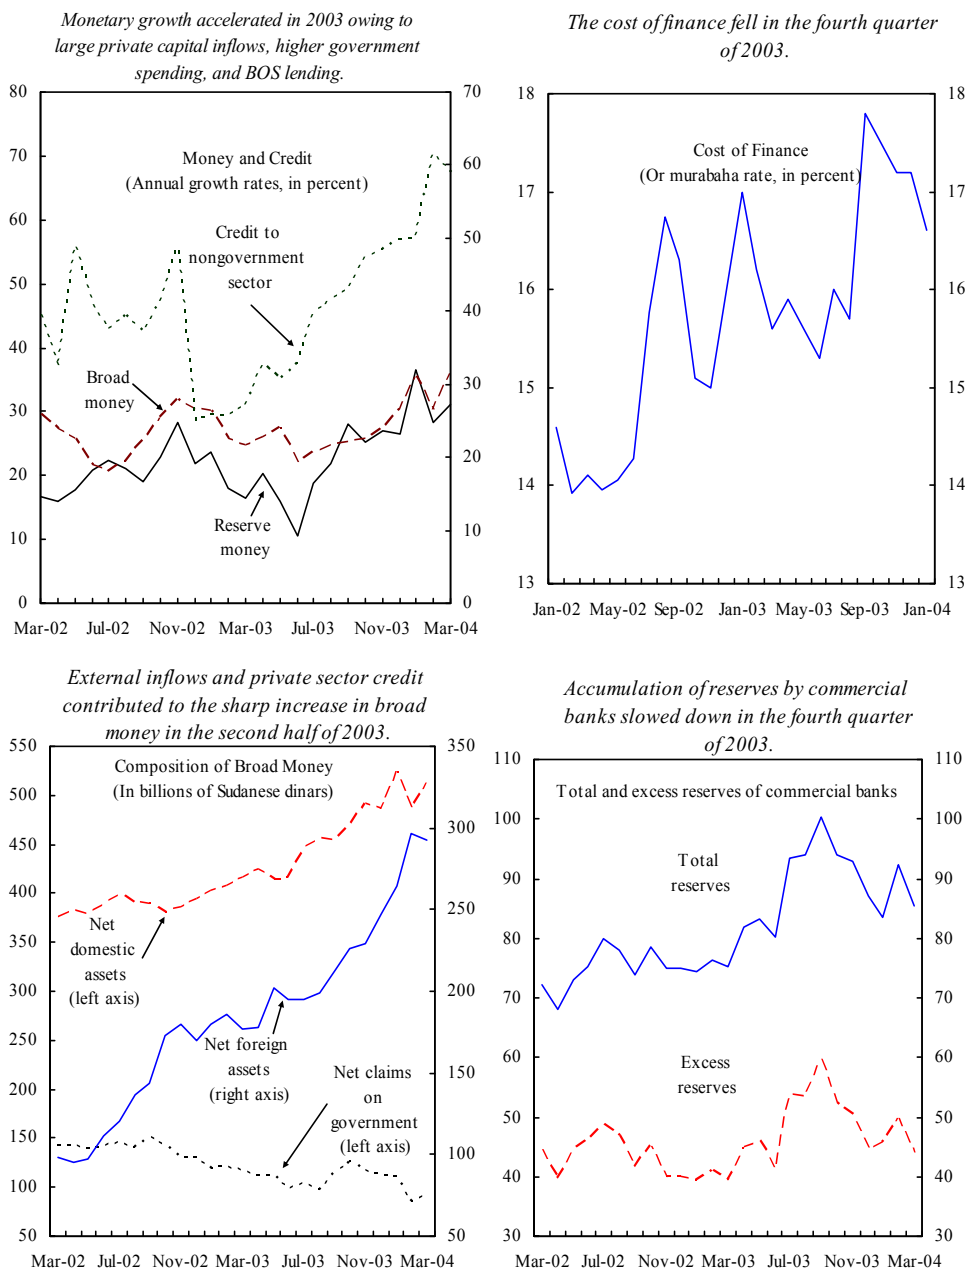 Monetary growth accelerated in 2003 owing to
large private capital inflows, higher government
spending, and BOS lending.
80
70
60
50
40
30
20
10
0
70
60
50
40
30
20
10
0
Money and Credit
(Annual growth rates, in percent)
Credit to
nongovernment
sector
Broad
money
Reserve
money
Mar-02 Jul-02 Nov-02 Mar-03 Jul-03 Nov-03 Mar-04
The cost of finance fell in the fourth quarter
of 2003.
18
17
16
15
14
13
18
17
16
15
14
13
Cost of Finance
(Or murabaha rate, in percent)
Jan-02 May-02 Sep-02 Jan-03 May-03 Sep-03 Jan-04
External inflows and private sector credit
contributed to the sharp increase in broad
money in the second half of 2003.
550
500
450
400
350
300
250
200
150
100
50
350
300
250
200
150
100
50
Composition of Broad Money
(In billions of Sudanese dinars)
Net
domestic
assets
(left axis)
Net foreign
assets
(right axis)
Net claims
on
government
(left axis)
Mar-02 Jul-02 Nov-02 Mar-03 Jul-03 Nov-03 Mar-04
Accumulation of reserves by commercial
banks slowed down in the fourth quarter
of 2003.
110
100
90
80
70
60
50
40
30
110
100
90
80
70
60
50
40
30
Total and excess reserves of commercial banks
Total
reserves
Excess
reserves
Mar-02 Jul-02 Nov-02 Mar-03 Jul-03 Nov-03 Mar-04